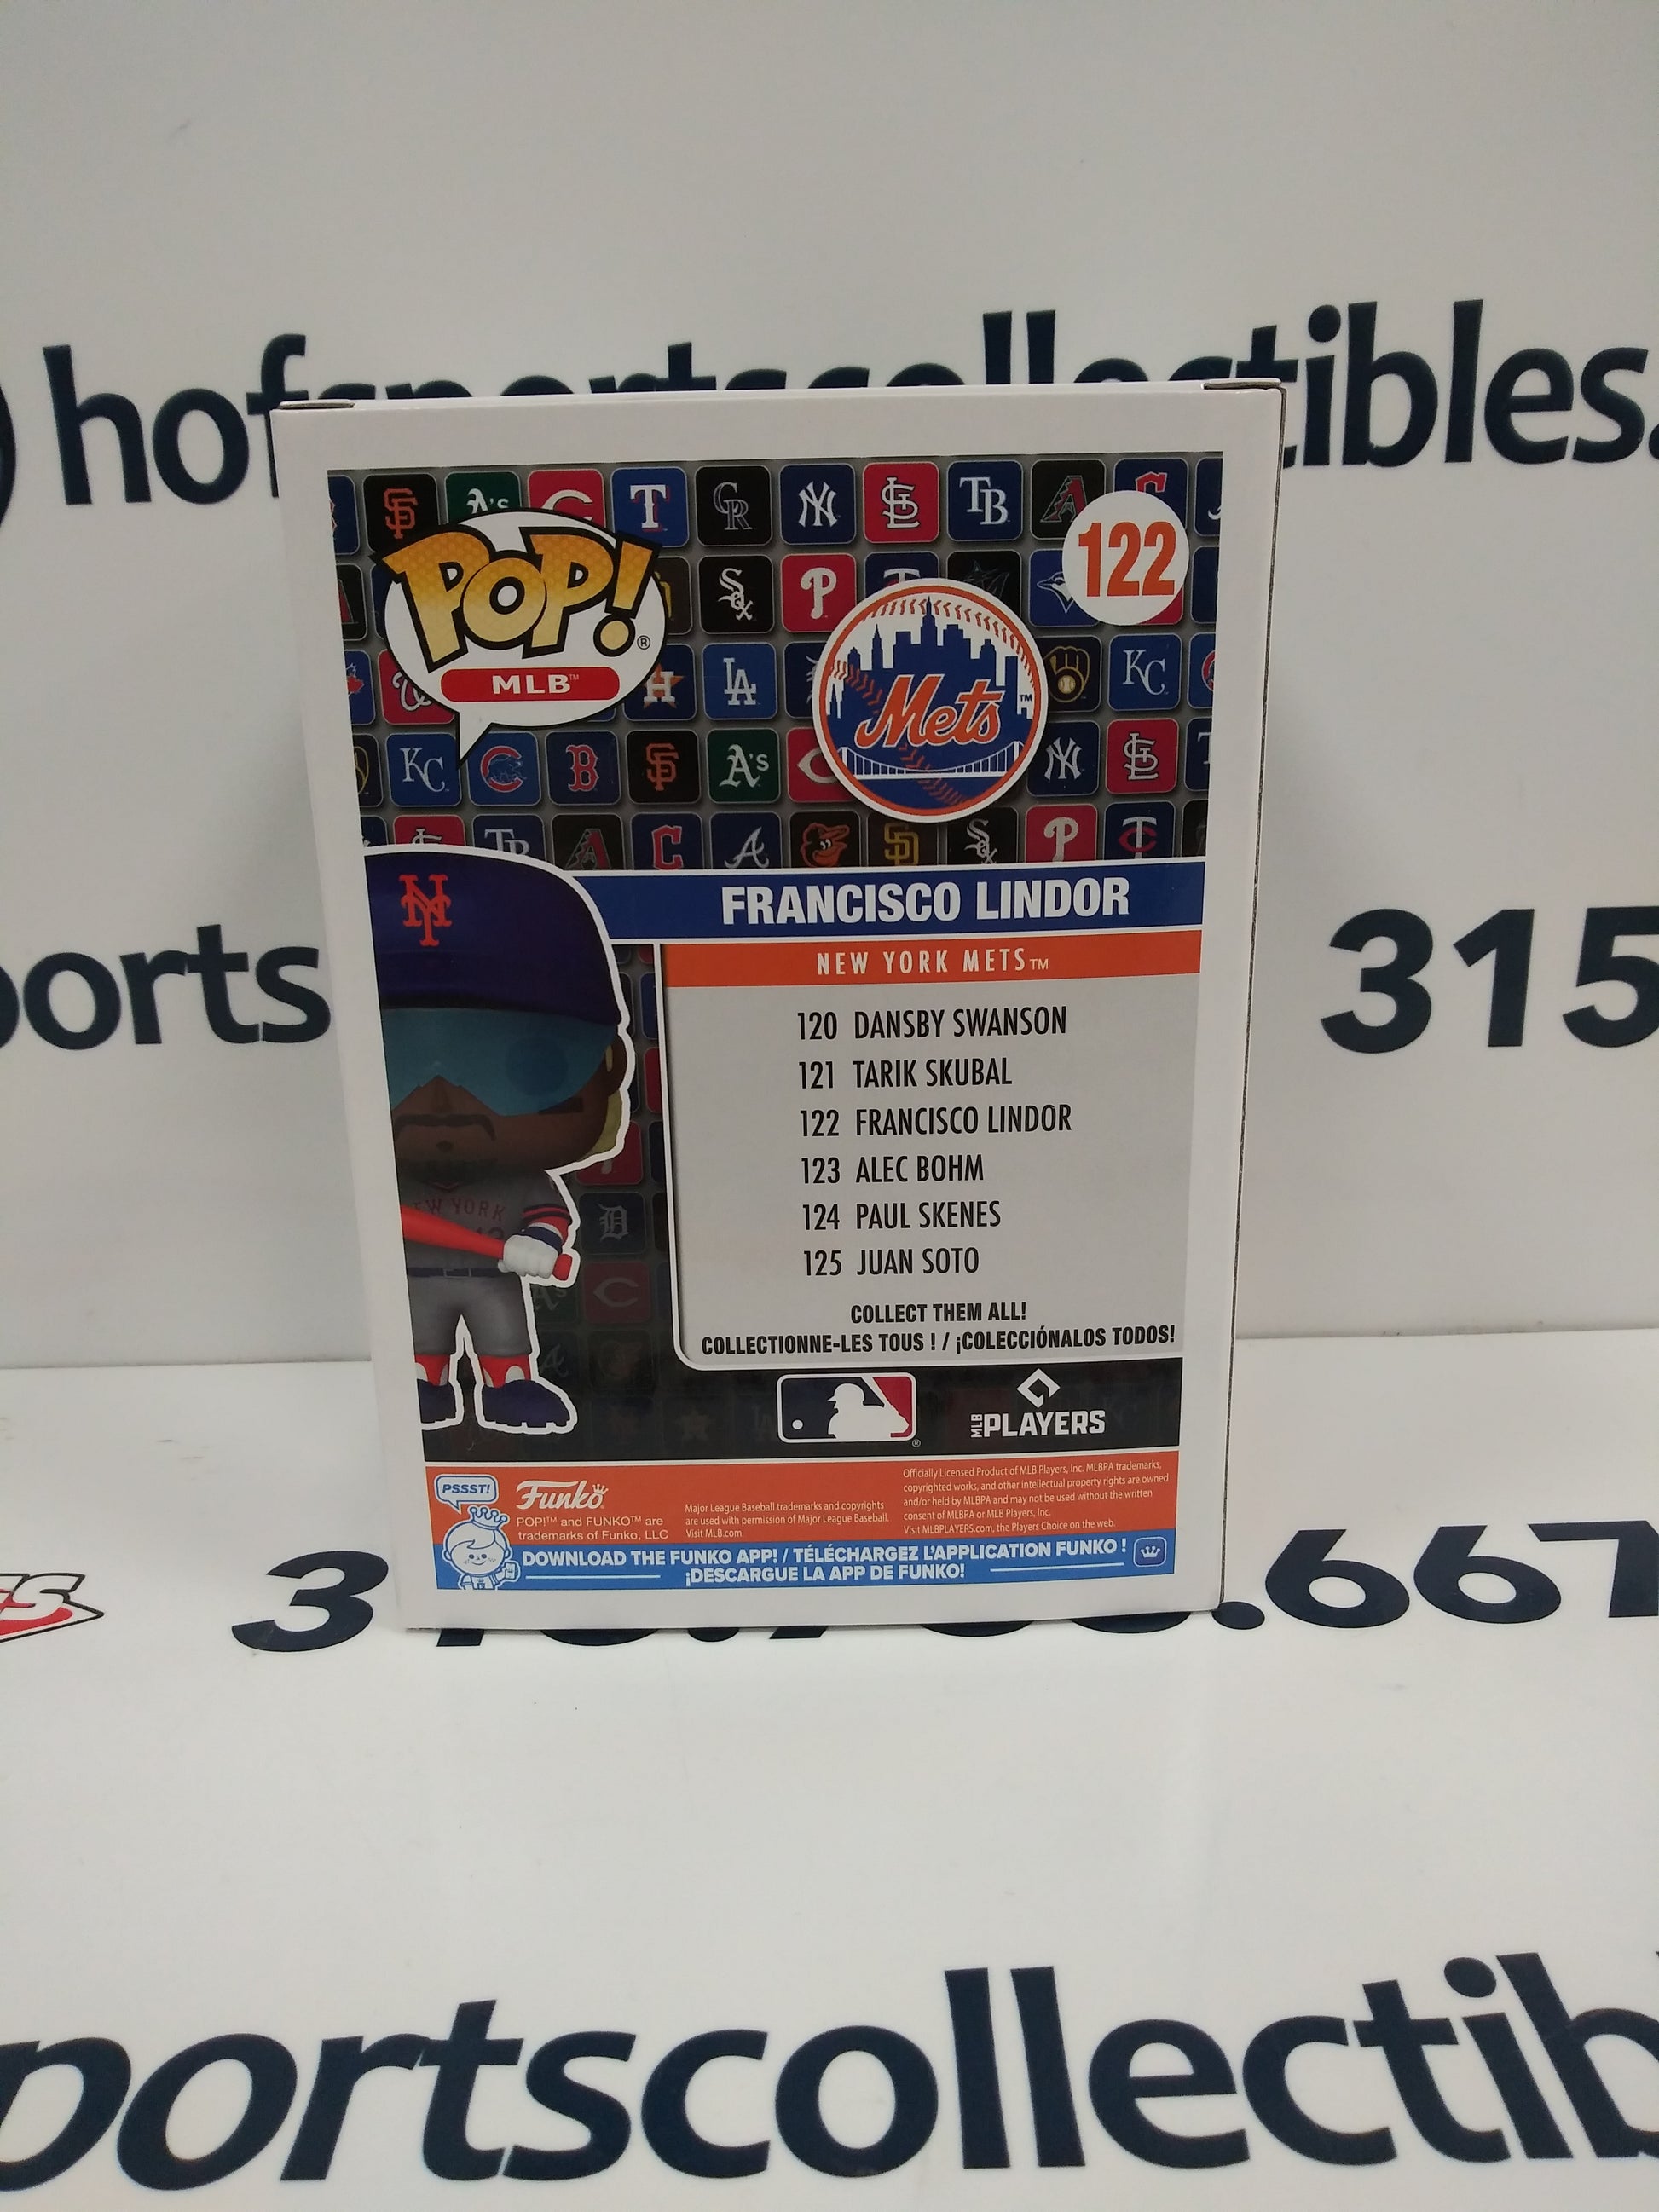 hofsportscollectibles.
POP!®
MLB™
122
Mets™
NY
FRANCISCO LINDOR
NEW YORK METS™
120 DANSBY SWANSON
121 TARIK SKUBAL
122 FRANCISCO LINDOR
123 ALEC BOHM
124 PAUL SKENES
125 JUAN SOTO
COLLECT THEM ALL!
COLLECTIONNE-LES TOUS ! / ¡COLECCIÓNALOS TODOS!
MLB PLAYERS
PSSST!
Funko
POP!™ and FUNKO™ are
trademarks of Funko, LLC
Major League Baseball trademarks and copyrights
are used with permission of Major League Baseball.
Visit MLB.com.
Officially Licensed Product of MLB Players, Inc. MLBPA trademarks,
copyrighted works, and other intellectual property rights are owned
and/or held by MLBPA and may not be used without the written
consent of MLBPA or MLB Players, Inc.
Visit MLBPLAYERS.com, the Players Choice on the web.
DOWNLOAD THE FUNKO APP! / TÉLÉCHARGEZ L'APPLICATION FUNKO !
¡DESCARGUE LA APP DE FUNKO!
ports
315
.667
portscollectib